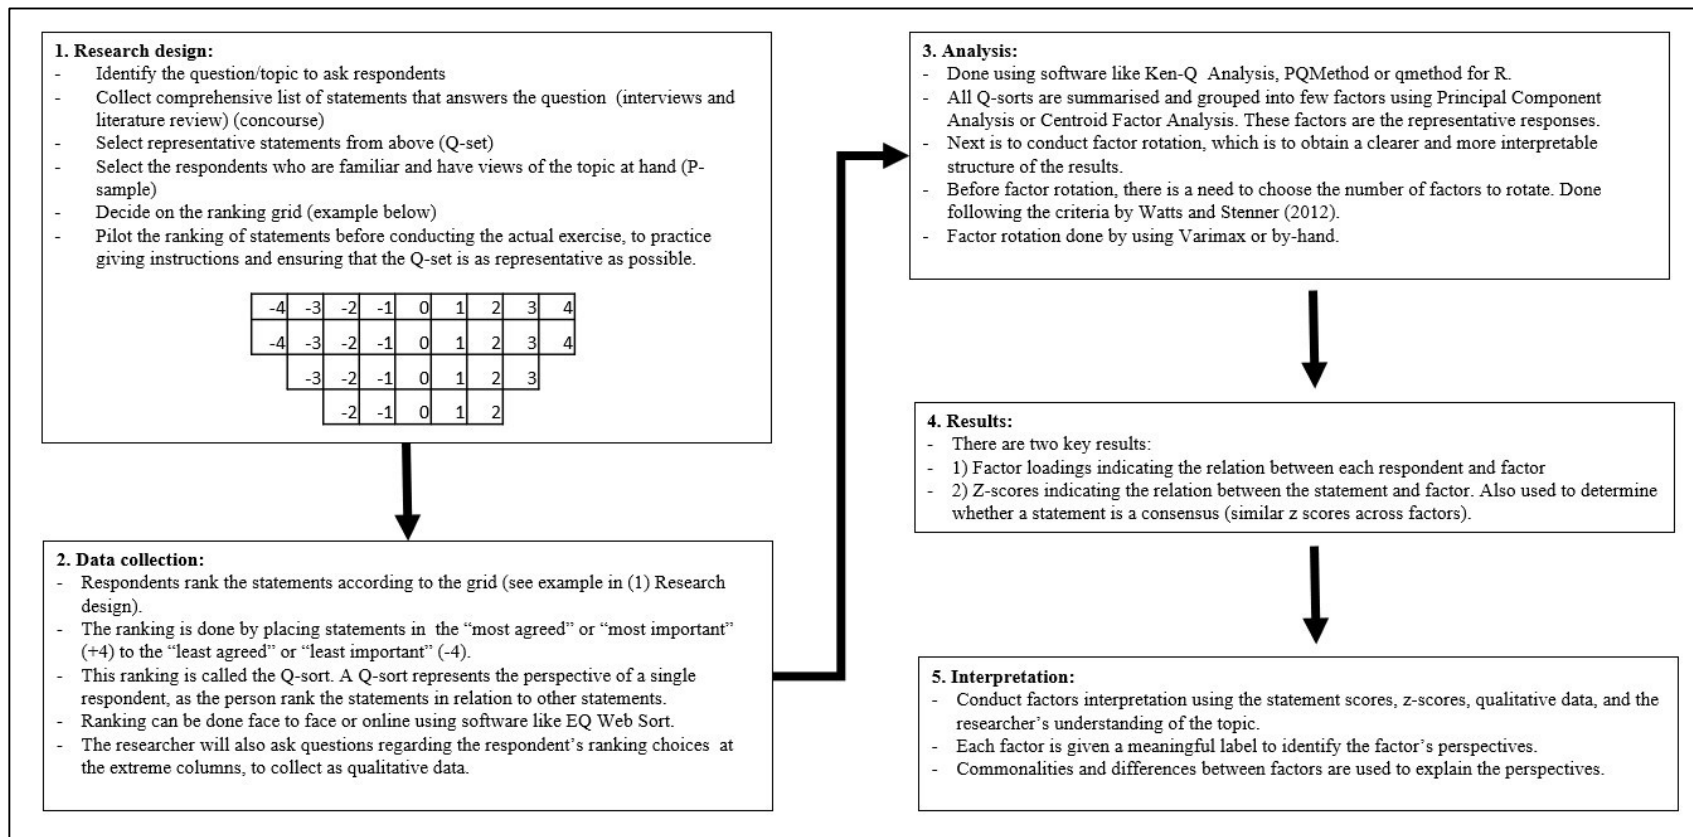 1. Research design:
- Identify the question/topic to ask respondents
- Collect comprehensive list of statements that answers the question (interviews and
literature review) (concourse)
- Select representative statements from above (Q-set)
- Select the respondents who are familiar and have views of the topic at hand (P-
sample)
- Decide on the ranking grid (example below)
- Pilot the ranking of statements before conducting the actual exercise, to practice
giving instructions and ensuring that the Q-set is as representative as possible.
-4 -3 -2 -1 0 1 2 3 4
-4 -3 -2 -1 0 1 2 3 4
-3 -2 -1 0 1 2 3
-2 -1 0 1 2
2. Data collection:
- Respondents rank the statements according to the grid (see example in (1) Research
design).
- The ranking is done by placing statements in the “most agreed” or “most important”
(+4) to the “least agreed” or “least important” (-4).
- This ranking is called the Q-sort. A Q-sort represents the perspective of a single
respondent, as the person rank the statements in relation to other statements.
- Ranking can be done face to face or online using software like EQ Web Sort.
- The researcher will also ask questions regarding the respondent’s ranking choices at
the extreme columns, to collect as qualitative data.
3. Analysis:
- Done using software like Ken-Q Analysis, PQMethod or qmethod for R.
- All Q-sorts are summarised and grouped into few factors using Principal Component
Analysis or Centroid Factor Analysis. These factors are the representative responses.
- Next is to conduct factor rotation, which is to obtain a clearer and more interpretable
structure of the results.
- Before factor rotation, there is a need to choose the number of factors to rotate. Done
following the criteria by Watts and Stenner (2012).
- Factor rotation done by using Varimax or by-hand.
4. Results:
- There are two key results:
- 1) Factor loadings indicating the relation between each respondent and factor
- 2) Z-scores indicating the relation between the statement and factor. Also used to determine
whether a statement is a consensus (similar z scores across factors).
5. Interpretation:
- Conduct factors interpretation using the statement scores, z-scores, qualitative data, and the
researcher’s understanding of the topic.
- Each factor is given a meaningful label to identify the factor’s perspectives.
- Commonalities and differences between factors are used to explain the perspectives.